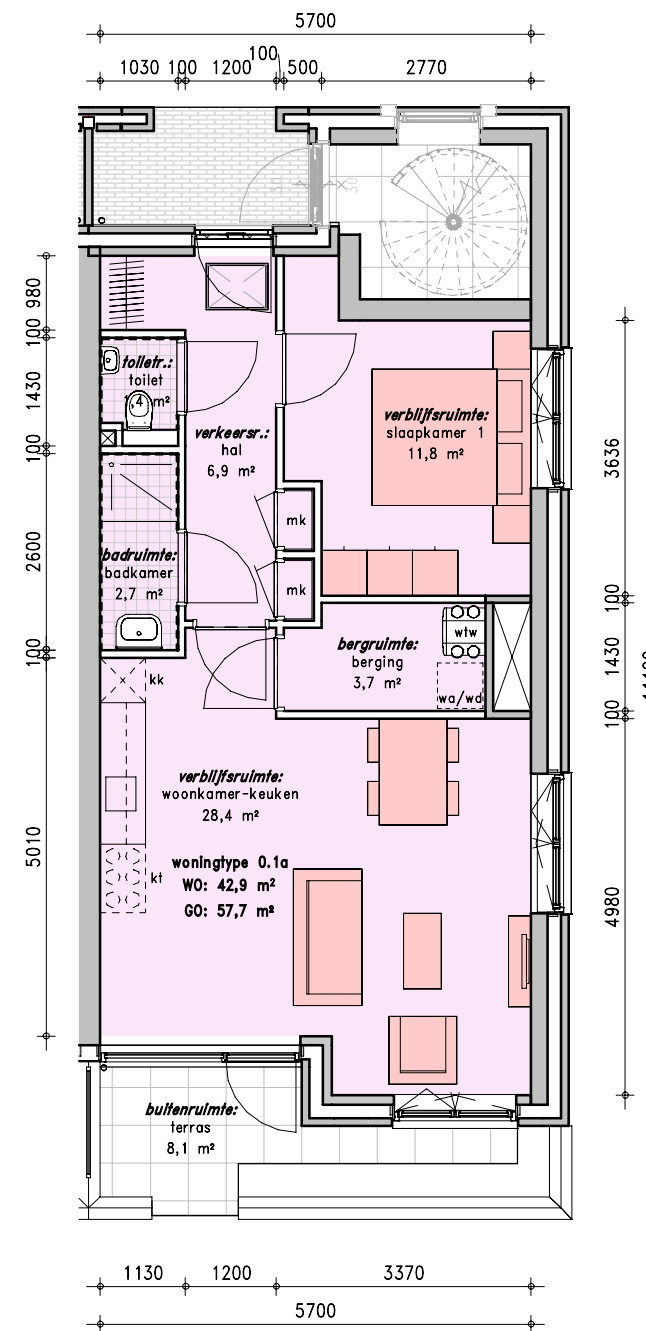 5700
100
1030 100 1200 500 2770
980
100
1430
100
2600
100
5010
3636
100
1430
100
4980
30 30
toiletr.:
toilet
1,4 m²
verkeersr.:
hal
6,9 m²
verblijfsruimte:
slaapkamer 1
11,8 m²
mk
mk
badruimte:
badkamer
2,7 m²
bergruimte:
berging
3,7 m²
wtw
wa/wd
kk
verblijfsruimte:
woonkamer-keuken
28,4 m²
woningtype 0.1a
WO: 42,9 m²
GO: 57,7 m²
kt
buitenruimte:
terras
8,1 m²
1130 1200 3370
5700